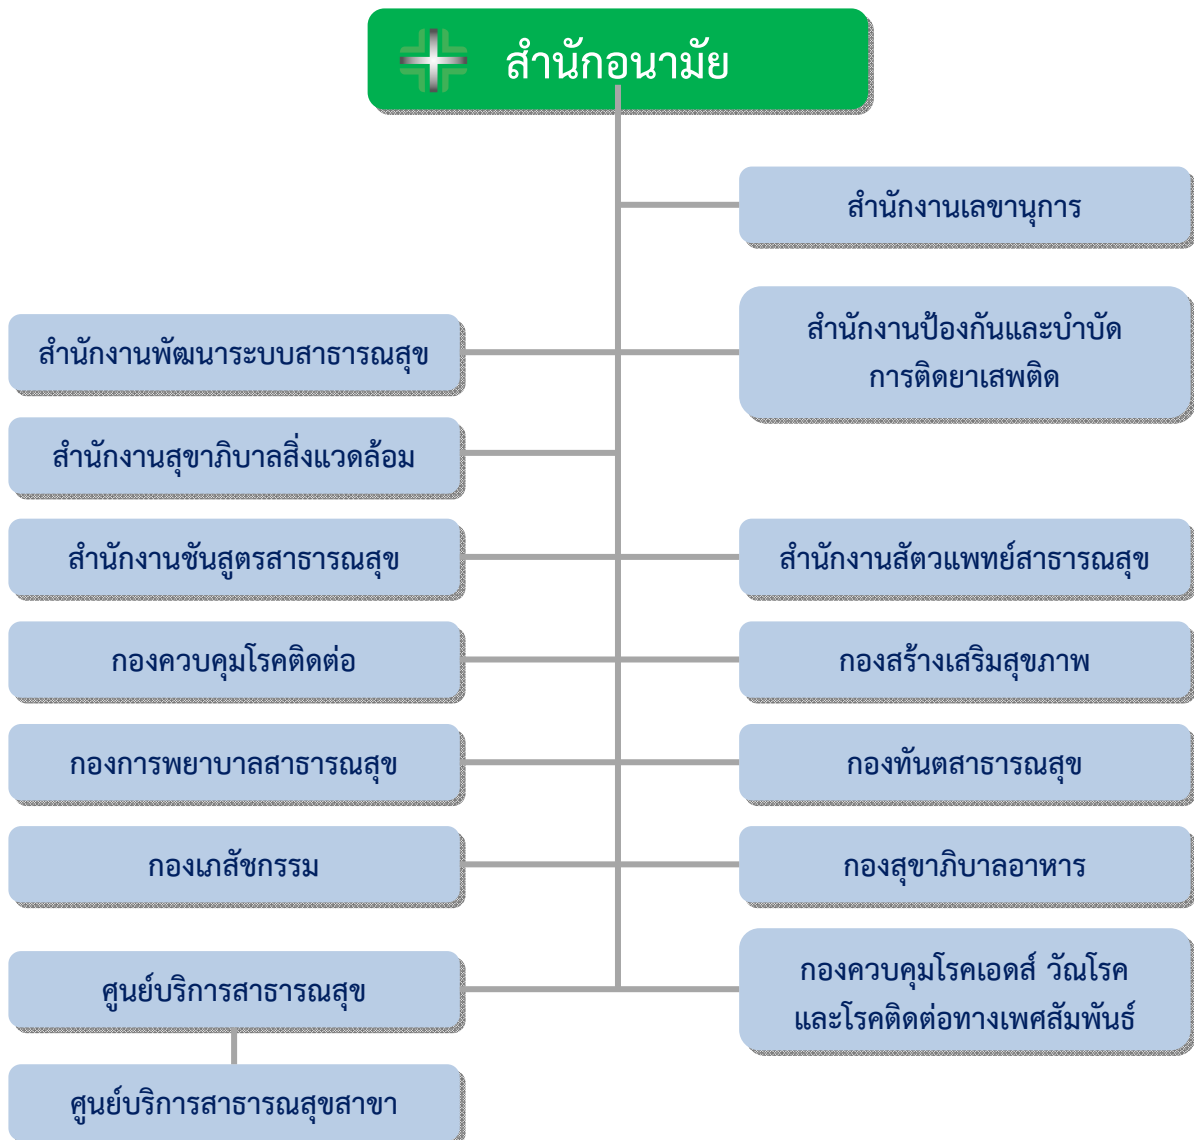 สำนักอนามัย
สำนักงานเลขานุการ
สำนักงานพัฒนาระบบสาธารณสุข
สำนักงานป้องกันและบำบัด
การติดยาเสพติด
สำนักงานสุขาภิบาลสิ่งแวดล้อม
สำนักงานชันสูตรสาธารณสุข
สำนักงานสัตวแพทย์สาธารณสุข
กองควบคุมโรคติดต่อ
กองสร้างเสริมสุขภาพ
กองการพยาบาลสาธารณสุข
กองทันตสาธารณสุข
กองเภสัชกรรม
กองสุขาภิบาลอาหาร
ศูนย์บริการสาธารณสุข
กองควบคุมโรคเอดส์ วัณโรค
และโรคติดต่อทางเพศสัมพันธ์
ศูนย์บริการสาธารณสุขสาขา